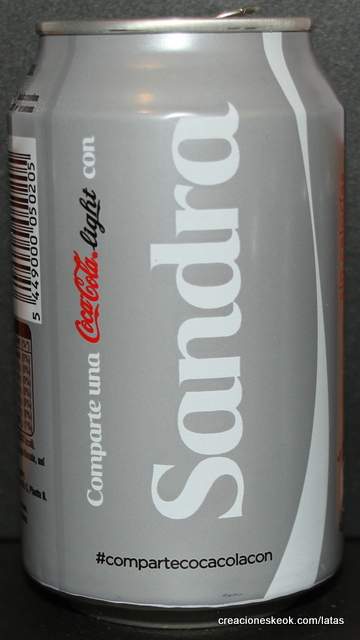 Comparte una Coca-Cola light con
Sandra
#compartecocacolacon
5 449000 050205
creacioneskeok.com/latas